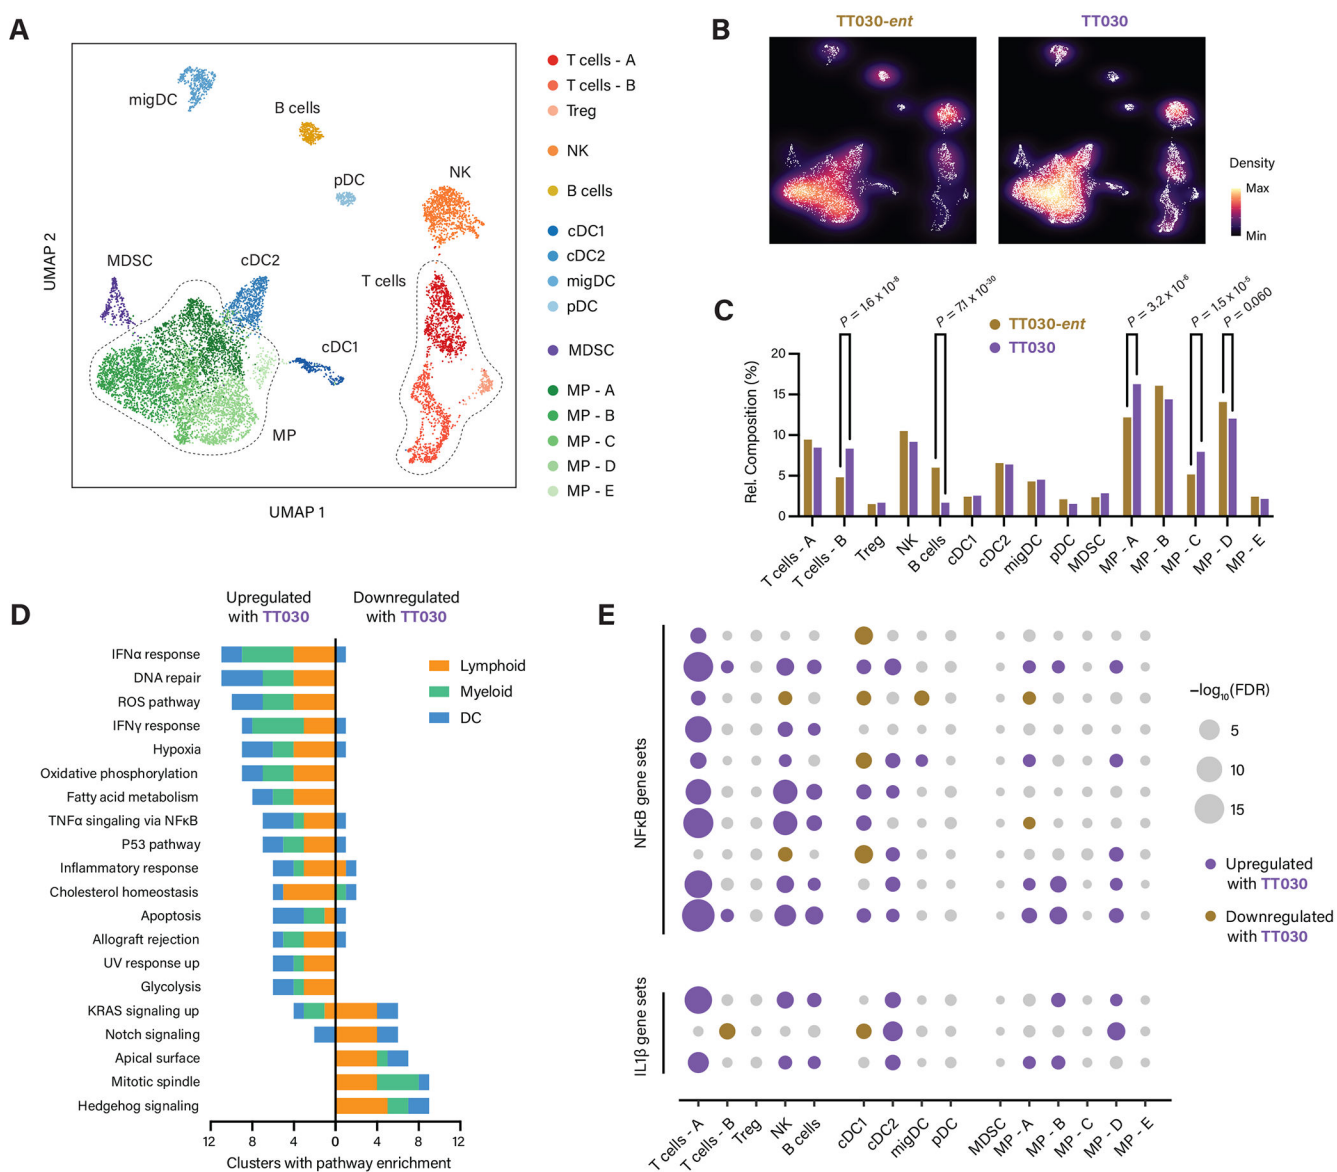 A
migDC
B cells
pDC
NK
MDSC
cDC2
T cells
cDC1
MP
UMAP 2
UMAP 1
T cells - A
T cells - B
Treg
NK
B cells
cDC1
cDC2
migDC
pDC
MDSC
MP - A
MP - B
MP - C
MP - D
MP - E
B
TT030-ent
TT030
Density
Max
Min
C
TT030-ent
TT030
P = 1.6 x 10⁻⁸
P = 7.1 x 10⁻³⁰
P = 3.2 x 10⁻⁶
P = 1.5 x 10⁻⁵
P = 0.060
Rel. Composition (%)
20
15
10
5
0
T cells - A
T cells - B
Treg
NK
B cells
cDC1
cDC2
migDC
pDC
MDSC
MP - A
MP - B
MP - C
MP - D
MP - E
D
Upregulated
with TT030
Downregulated
with TT030
Lymphoid
Myeloid
DC
IFNα response
DNA repair
ROS pathway
IFNγ response
Hypoxia
Oxidative phosphorylation
Fatty acid metabolism
TNFα singaling via NFκB
P53 pathway
Inflammatory response
Cholesterol homeostasis
Apoptosis
Allograft rejection
UV response up
Glycolysis
KRAS signaling up
Notch signaling
Apical surface
Mitotic spindle
Hedgehog signaling
12 8 4 0 4 8 12
Clusters with pathway enrichment
E
NFκB gene sets
IL1β gene sets
−log₁₀(FDR)
5
10
15
Upregulated
with TT030
Downregulated
with TT030
T cells - A
T cells - B
Treg
NK
B cells
cDC1
cDC2
migDC
pDC
MDSC
MP - A
MP - B
MP - C
MP - D
MP - E